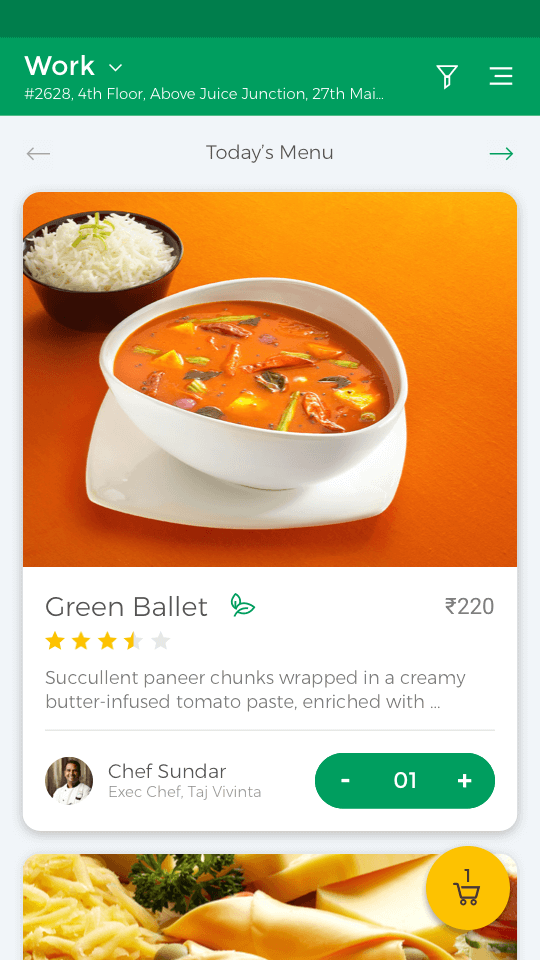 Work
#2628, 4th Floor, Above Juice Junction, 27th Mai...
Today's Menu
Green Ballet
₹220
Succullent paneer chunks wrapped in a creamy
butter-infused tomato paste, enriched with ...
Chef Sundar
Exec Chef, Taj Vivinta
- 01 +
1